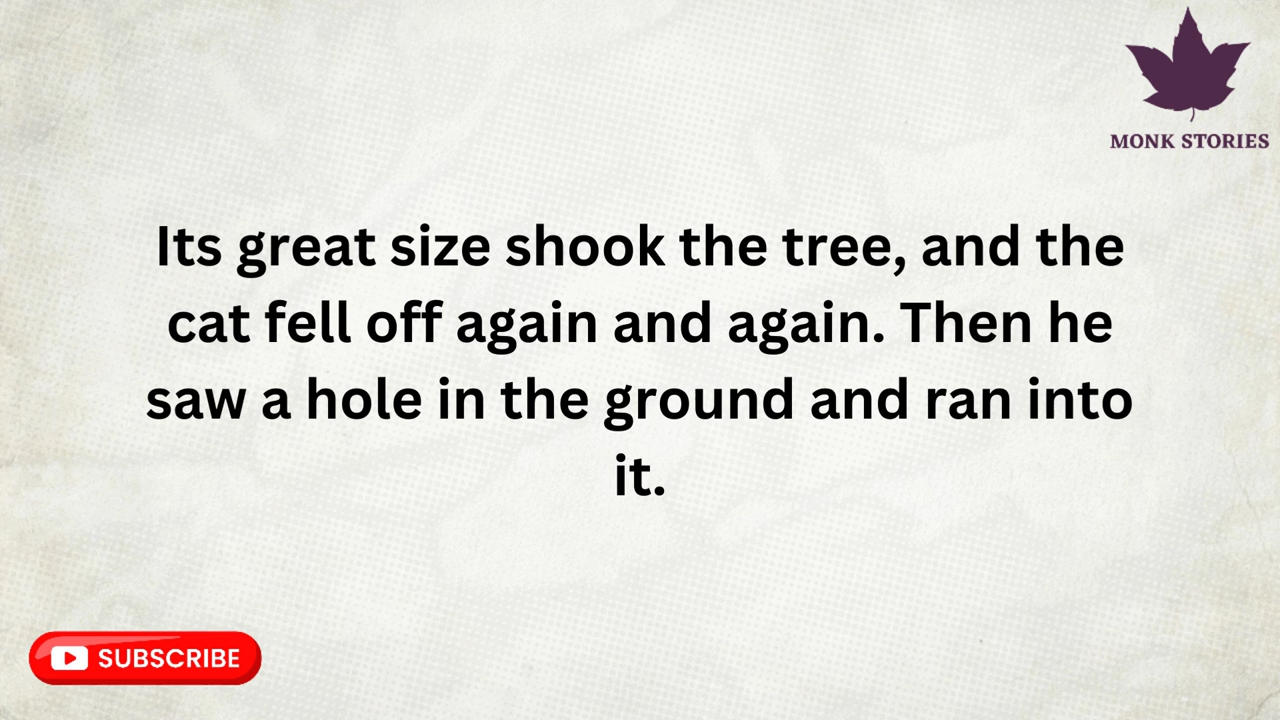 MONK STORIES
Its great size shook the tree, and the
cat fell off again and again. Then he
saw a hole in the ground and ran into
it.
SUBSCRIBE